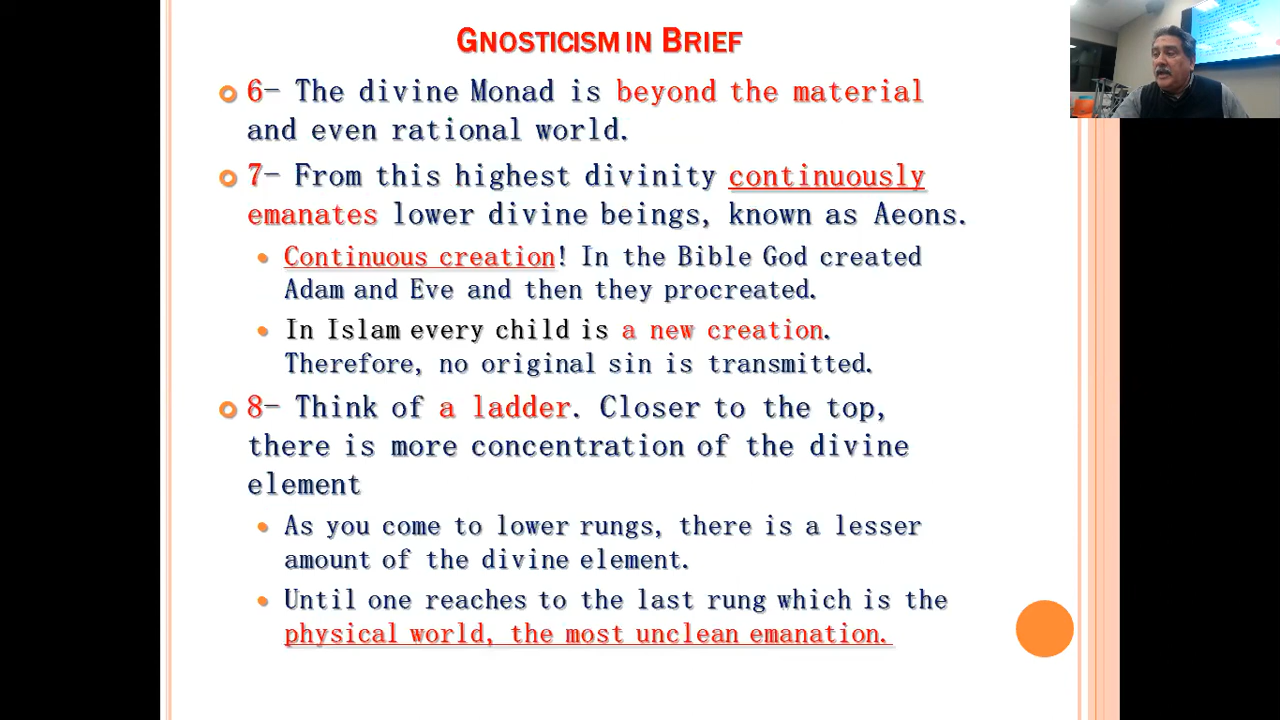 GNOSTICISM IN BRIEF
6- The divine Monad is beyond the material
and even rational world.
7- From this highest divinity continuously
emanates lower divine beings, known as Aeons.
Continuous creation! In the Bible God created
Adam and Eve and then they procreated.
In Islam every child is a new creation.
Therefore, no original sin is transmitted.
8- Think of a ladder. Closer to the top,
there is more concentration of the divine
element
As you come to lower rungs, there is a lesser
amount of the divine element.
Until one reaches to the last rung which is the
physical world, the most unclean emanation.